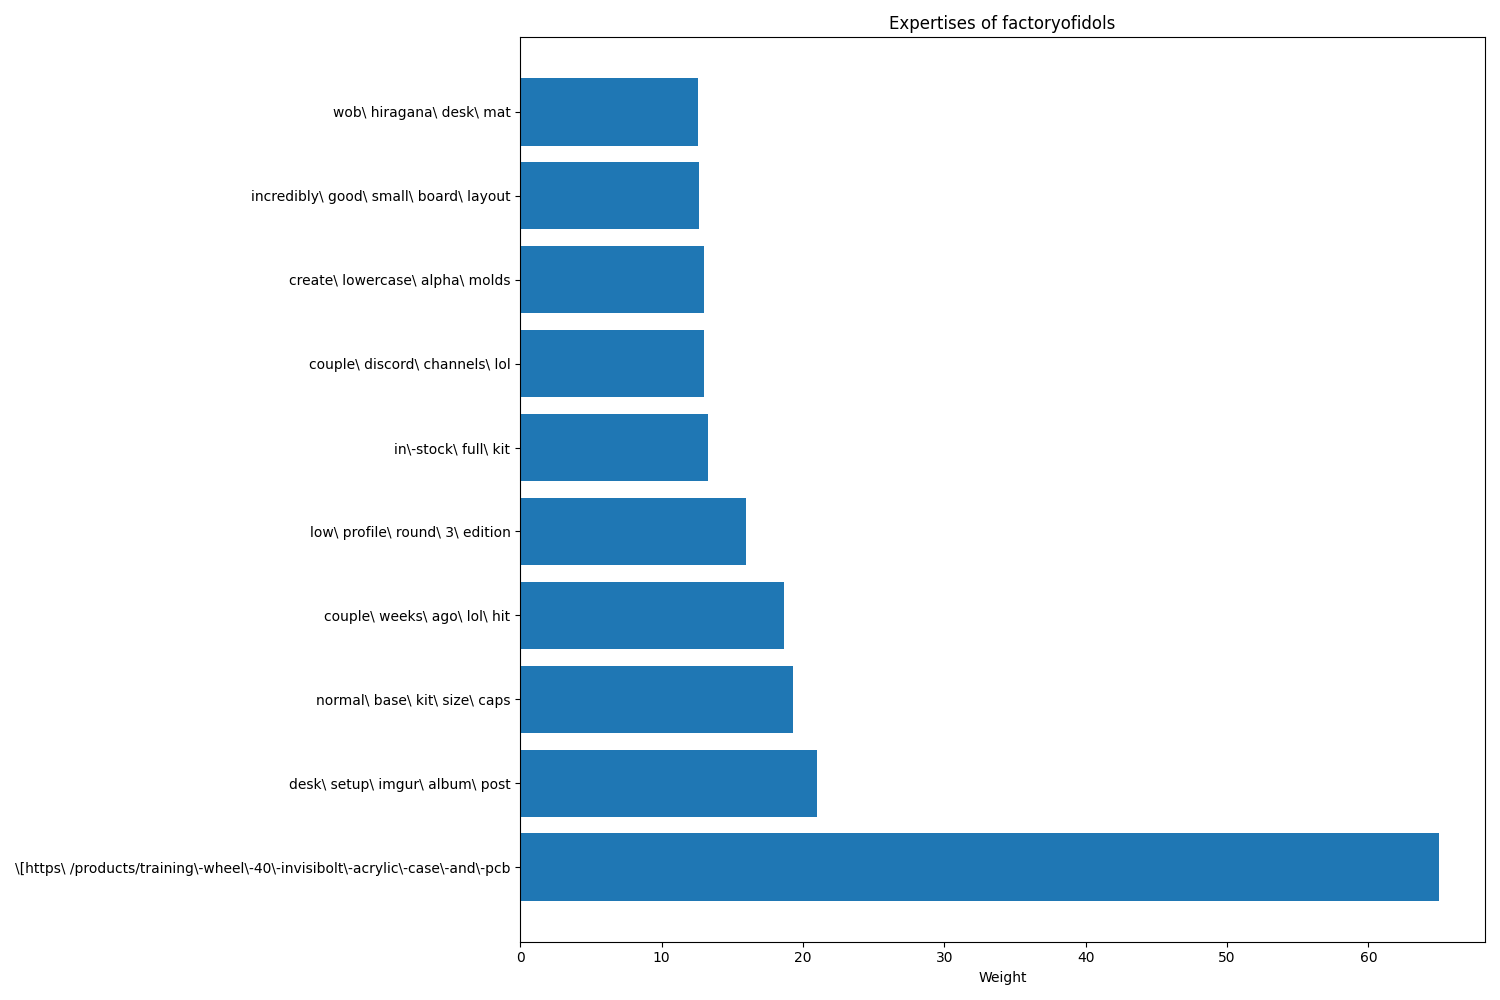 Expertises of factoryofidols
wob\ hiragana\ desk\ mat
incredibly\ good\ small\ board\ layout
create\ lowercase\ alpha\ molds
couple\ discord\ channels\ lol
in\-stock\ full\ kit
low\ profile\ round\ 3\ edition
couple\ weeks\ ago\ lol\ hit
normal\ base\ kit\ size\ caps
desk\ setup\ imgur\ album\ post
\[https\ /products/training\-wheel\-40\-invisibolt\-acrylic\-case\-and\-pcb
0 10 20 30 40 50 60
Weight